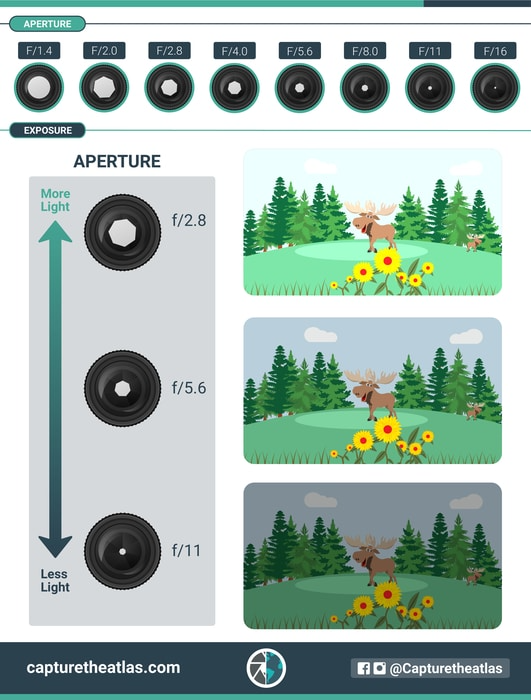 APERTURE
F/1.4 F/2.0 F/2.8 F/4.0 F/5.6 F/8.0 F/11 F/16
EXPOSURE
APERTURE
More
Light
f/2.8
f/5.6
f/11
Less
Light
capturetheatlas.com
@Capturetheatlas